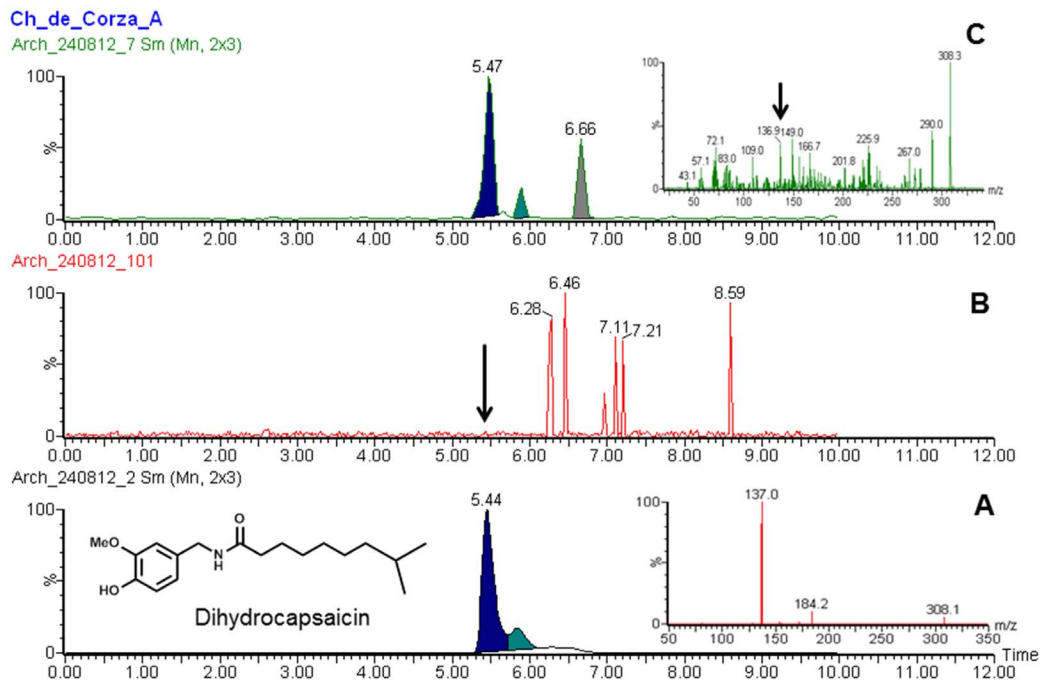 Ch_de_Corza_A
Arch_240812_7 Sm (Mn, 2x3)
C
100
%
0
5.47
6.66
100
%
0
43.1
57.1
72.1
83.0
109.0
136.9
149.0
166.7
201.8
225.9
267.0
290.0
308.3
50 100 150 200 250 300 m/z
0.00 1.00 2.00 3.00 4.00 5.00 6.00 7.00 8.00 9.00 10.00 11.00 12.00
Arch_240812_101
B
100
%
0
6.28
6.46
7.11
7.21
8.59
0.00 1.00 2.00 3.00 4.00 5.00 6.00 7.00 8.00 9.00 10.00 11.00 12.00
Arch_240812_2 Sm (Mn, 2x3)
A
100
%
0
5.44
MeO
HO
O
N
H
Dihydrocapsaicin
100
%
0
137.0
184.2
308.1
50 100 150 200 250 300 350 m/z
Time
0.00 1.00 2.00 3.00 4.00 5.00 6.00 7.00 8.00 9.00 10.00 11.00 12.00